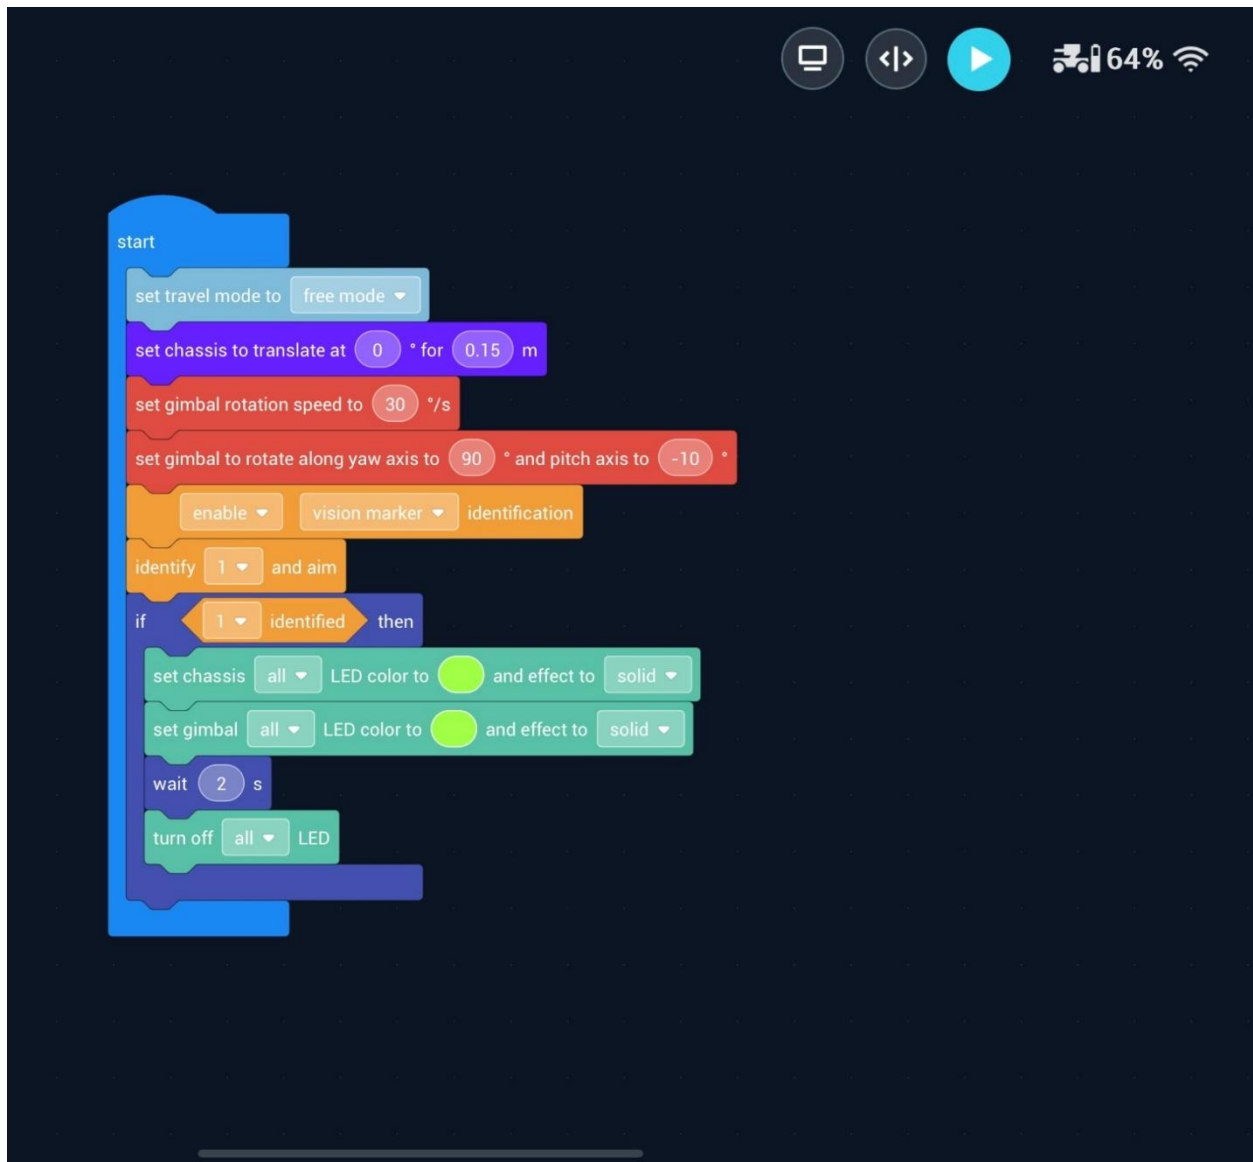 64%
start
set travel mode to free mode
set chassis to translate at 0 ° for 0.15 m
set gimbal rotation speed to 30 °/s
set gimbal to rotate along yaw axis to 90 ° and pitch axis to -10 °
enable vision marker identification
identify 1 and aim
if 1 identified then
set chassis all LED color to and effect to solid
set gimbal all LED color to and effect to solid
wait 2 s
turn off all LED